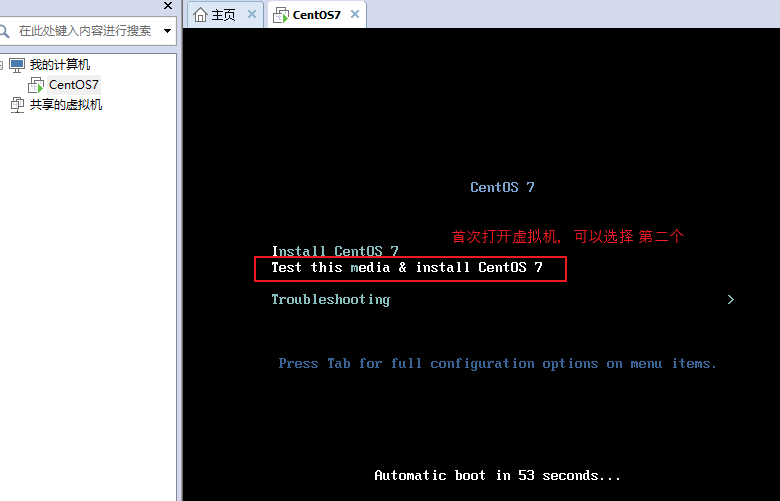 在此处键入内容进行搜索
我的计算机
CentOS7
共享的虚拟机
主页
CentOS7
CentOS 7
首次打开虚拟机， 可以选择 第二个
Install CentOS 7
Test this media & install CentOS 7
Troubleshooting >
Press Tab for full configuration options on menu items.
Automatic boot in 53 seconds...